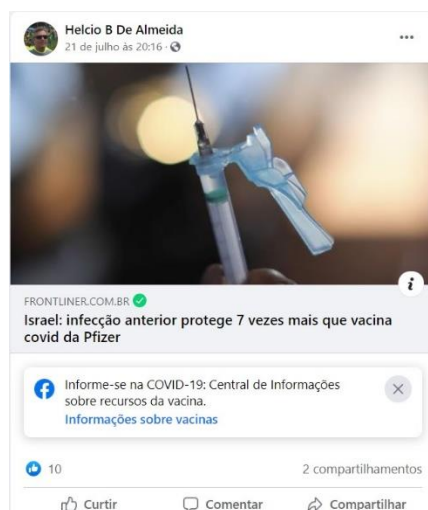 Helcio B De Almeida
21 de julho às 20:16 ·
FRONTLINER.COM.BR
Israel: infecção anterior protege 7 vezes mais que vacina
covid da Pfizer
Informe-se na COVID-19: Central de Informações
sobre recursos da vacina.
Informações sobre vacinas
10
2 compartilhamentos
Curtir
Comentar
Compartilhar